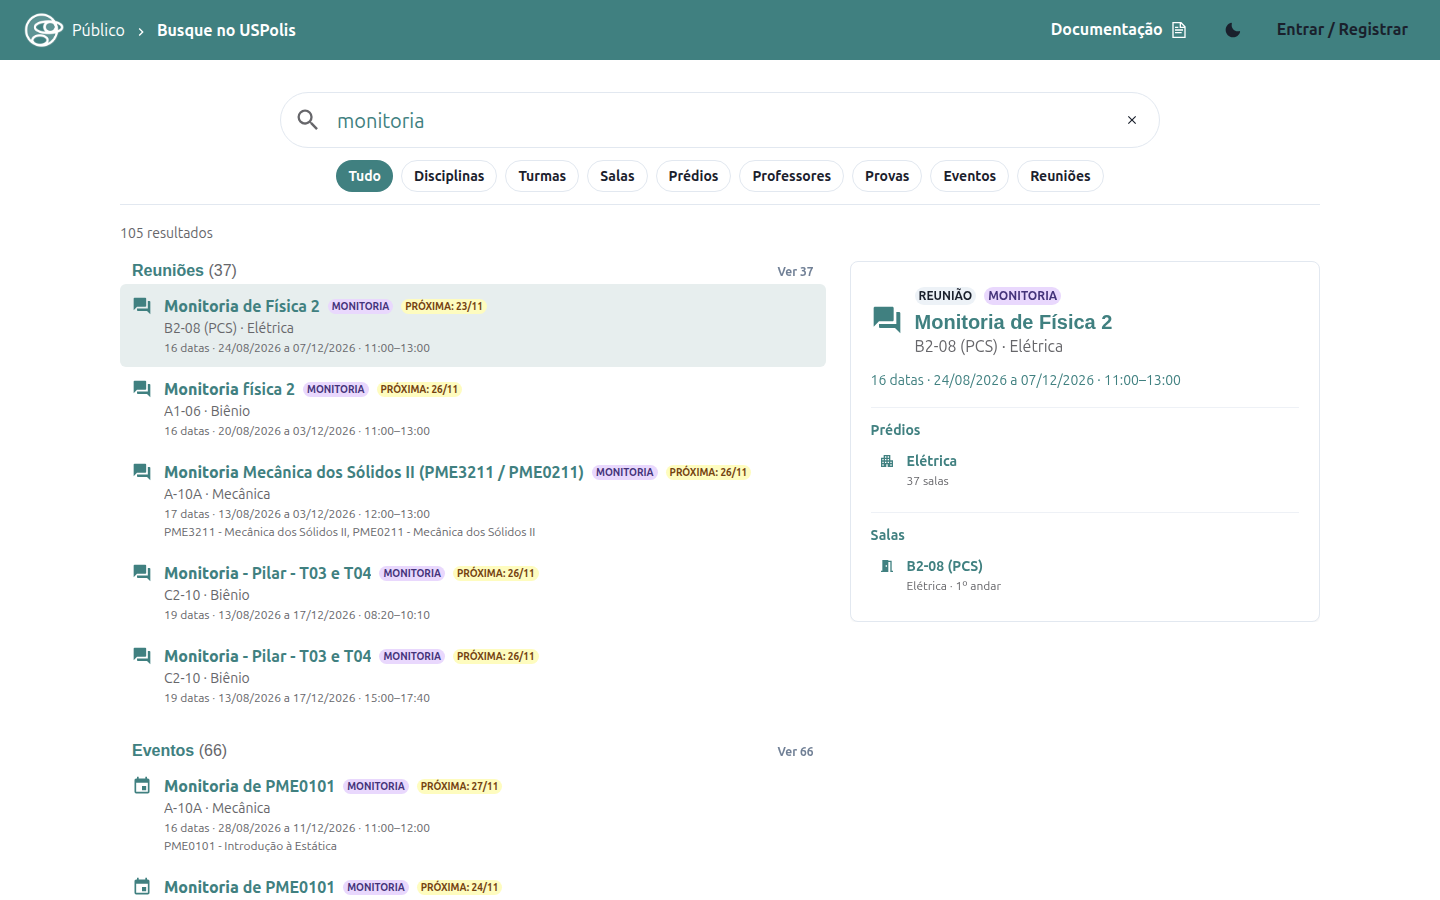 Público › Busque no USPolis
Documentação
Entrar / Registrar
monitoria
×
Tudo
Disciplinas
Turmas
Salas
Prédios
Professores
Provas
Eventos
Reuniões
105 resultados
Reuniões (37)
Ver 37
Monitoria de Física 2 MONITORIA PRÓXIMA: 23/11
B2-08 (PCS) · Elétrica
16 datas · 24/08/2026 a 07/12/2026 · 11:00–13:00
Monitoria física 2 MONITORIA PRÓXIMA: 26/11
A1-06 · Biênio
16 datas · 20/08/2026 a 03/12/2026 · 11:00–13:00
Monitoria Mecânica dos Sólidos II (PME3211 / PME0211) MONITORIA PRÓXIMA: 26/11
A-10A · Mecânica
17 datas · 13/08/2026 a 03/12/2026 · 12:00–13:00
PME3211 - Mecânica dos Sólidos II, PME0211 - Mecânica dos Sólidos II
Monitoria - Pilar - T03 e T04 MONITORIA PRÓXIMA: 26/11
C2-10 · Biênio
19 datas · 13/08/2026 a 17/12/2026 · 08:20–10:10
Monitoria - Pilar - T03 e T04 MONITORIA PRÓXIMA: 26/11
C2-10 · Biênio
19 datas · 13/08/2026 a 17/12/2026 · 15:00–17:40
Eventos (66)
Ver 66
Monitoria de PME0101 MONITORIA PRÓXIMA: 27/11
A-10A · Mecânica
16 datas · 28/08/2026 a 11/12/2026 · 11:00–12:00
PME0101 - Introdução à Estática
Monitoria de PME0101 MONITORIA PRÓXIMA: 24/11
REUNIÃO MONITORIA
Monitoria de Física 2
B2-08 (PCS) · Elétrica
16 datas · 24/08/2026 a 07/12/2026 · 11:00–13:00
Prédios
Elétrica
37 salas
Salas
B2-08 (PCS)
Elétrica · 1º andar